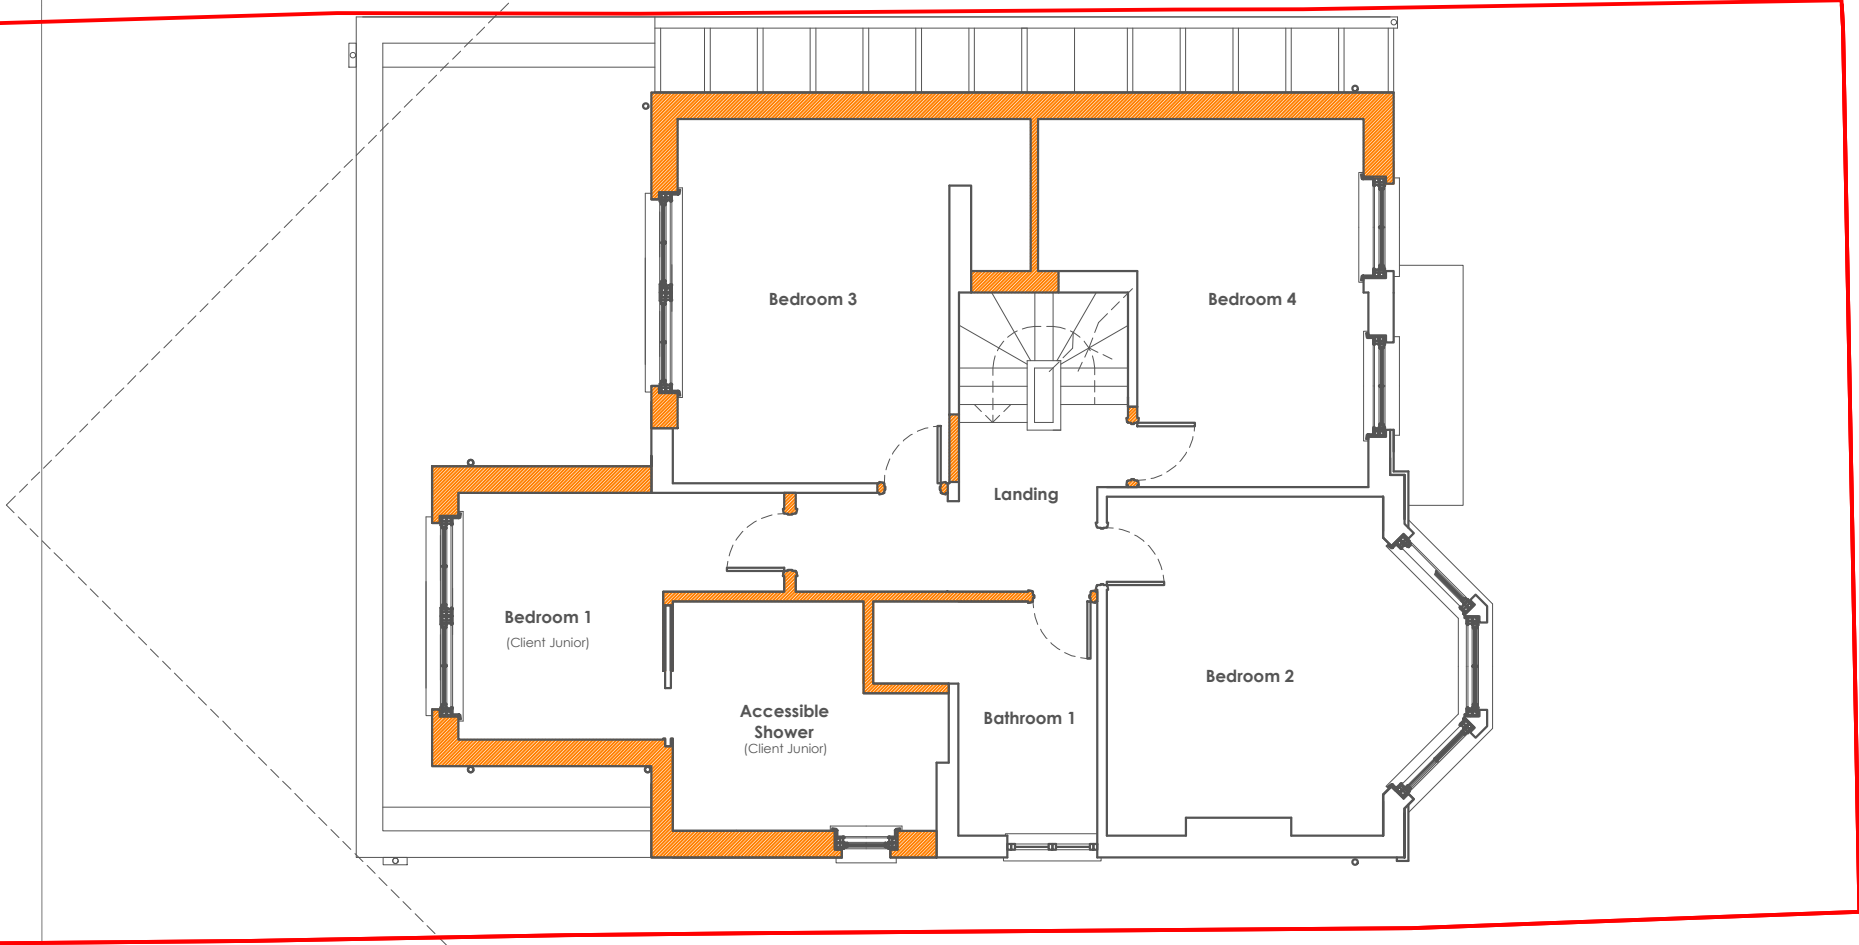 Bedroom 3
Bedroom 4
Landing
Bedroom 1
(Client Junior)
Bedroom 2
Accessible
Shower
(Client Junior)
Bathroom 1